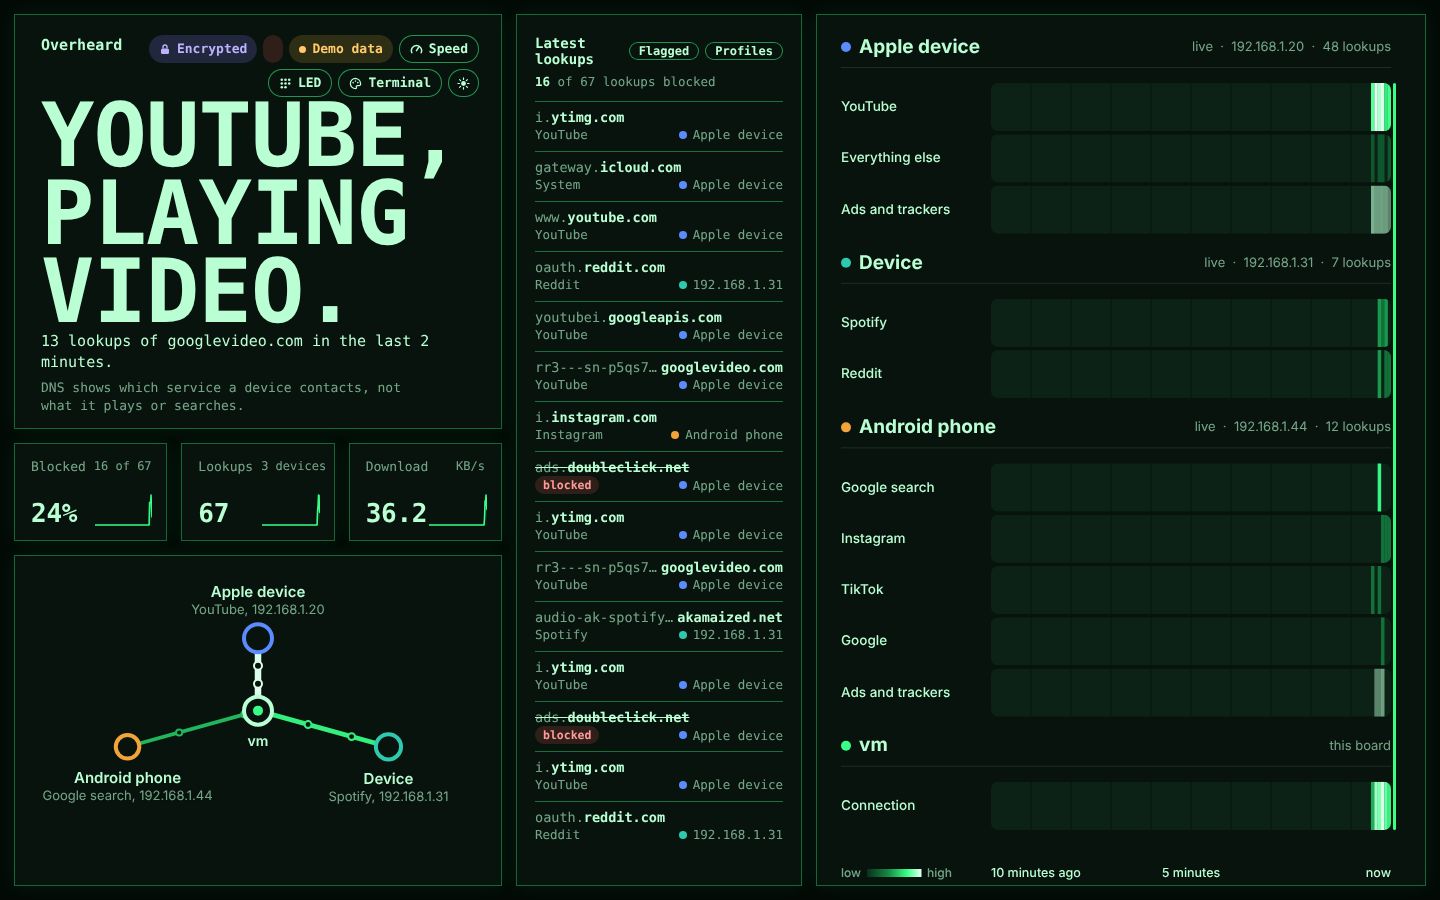 Overheard
Encrypted
Demo data
Speed
LED
Terminal
YOUTUBE,
PLAYING
VIDEO.
13 lookups of googlevideo.com in the last 2
minutes.
DNS shows which service a device contacts, not
what it plays or searches.
Blocked 16 of 67
24%
Lookups 3 devices
67
Download KB/s
36.2
Apple device
YouTube, 192.168.1.20
vm
Android phone
Google search, 192.168.1.44
Device
Spotify, 192.168.1.31
Latest
lookups
Flagged
Profiles
16 of 67 lookups blocked
i.ytimg.com
YouTube Apple device
gateway.icloud.com
System Apple device
www.youtube.com
YouTube Apple device
oauth.reddit.com
Reddit 192.168.1.31
youtubei.googleapis.com
YouTube Apple device
rr3---sn-p5qs7… googlevideo.com
YouTube Apple device
i.instagram.com
Instagram Android phone
ads.doubleclick.net
blocked Apple device
i.ytimg.com
YouTube Apple device
rr3---sn-p5qs7… googlevideo.com
YouTube Apple device
audio-ak-spotify… akamaized.net
Spotify 192.168.1.31
i.ytimg.com
YouTube Apple device
ads.doubleclick.net
blocked Apple device
i.ytimg.com
YouTube Apple device
oauth.reddit.com
Reddit 192.168.1.31
Apple device live · 192.168.1.20 · 48 lookups
YouTube
Everything else
Ads and trackers
Device live · 192.168.1.31 · 7 lookups
Spotify
Reddit
Android phone live · 192.168.1.44 · 12 lookups
Google search
Instagram
TikTok
Google
Ads and trackers
vm this board
Connection
low high 10 minutes ago 5 minutes now